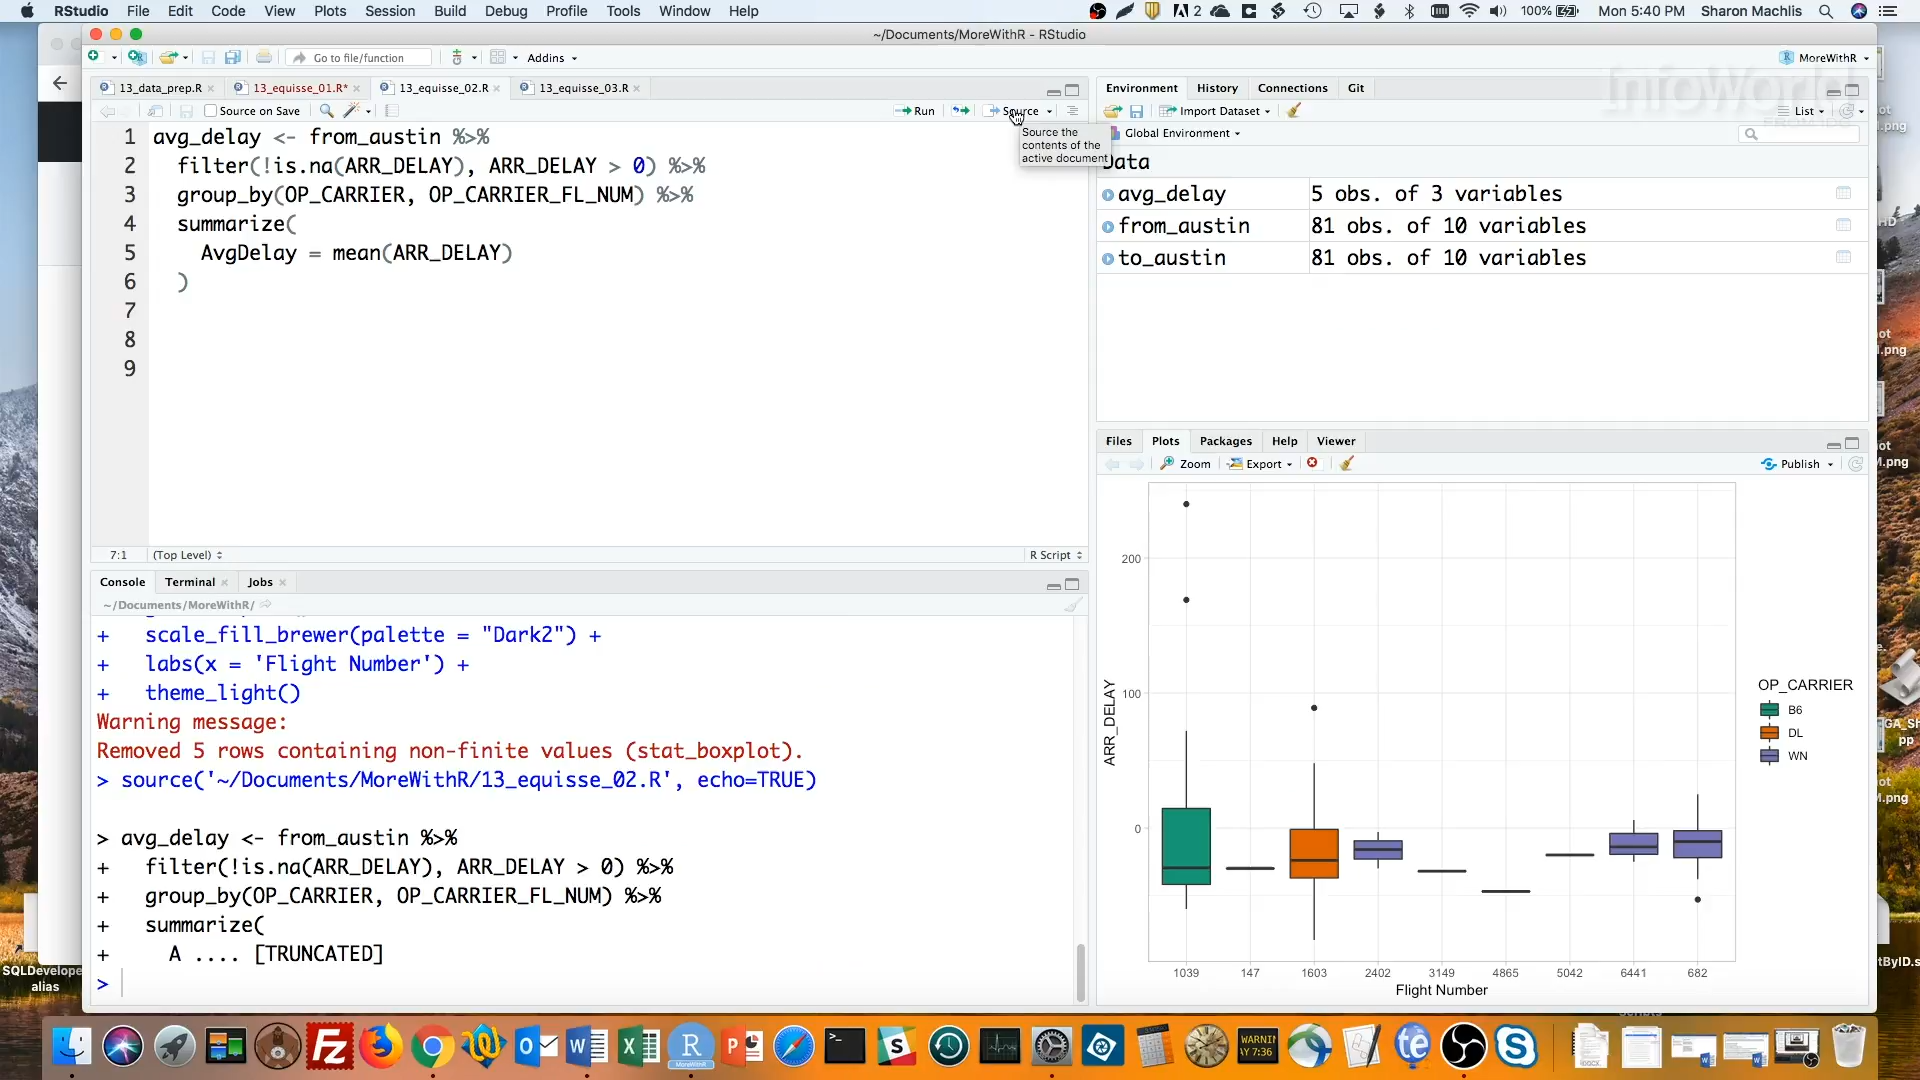 RStudio File Edit Code View Plots Session Build Debug Profile Tools Window Help
2 100% Mon 5:40 PM Sharon Machlis
~/Documents/MoreWithR - RStudio
Go to file/function Addins MoreWithR
InfoWorld
13_data_prep.R 13_equisse_01.R* 13_equisse_02.R 13_equisse_03.R
Source on Save Run Source
1 avg_delay <- from_austin %>%
2 filter(!is.na(ARR_DELAY), ARR_DELAY > 0) %>%
3 group_by(OP_CARRIER, OP_CARRIER_FL_NUM) %>%
4 summarize(
5 AvgDelay = mean(ARR_DELAY)
6 )
7
8
9
Source the
contents of the
active document
7:1 (Top Level) R Script
Environment History Connections Git
Import Dataset List
Global Environment
Data
avg_delay 5 obs. of 3 variables
from_austin 81 obs. of 10 variables
to_austin 81 obs. of 10 variables
Console Terminal Jobs
~/Documents/MoreWithR/
+ scale_fill_brewer(palette = "Dark2") +
+ labs(x = 'Flight Number') +
+ theme_light()
Warning message:
Removed 5 rows containing non-finite values (stat_boxplot).
> source('~/Documents/MoreWithR/13_equisse_02.R', echo=TRUE)
> avg_delay <- from_austin %>%
+ filter(!is.na(ARR_DELAY), ARR_DELAY > 0) %>%
+ group_by(OP_CARRIER, OP_CARRIER_FL_NUM) %>%
+ summarize(
+ A .... [TRUNCATED]
>
Files Plots Packages Help Viewer
Zoom Export Publish
200
100
0
ARR_DELAY
1039 147 1603 2402 3149 4865 5042 6441 682
Flight Number
OP_CARRIER
B6
DL
WN
SQLDevelope
alias